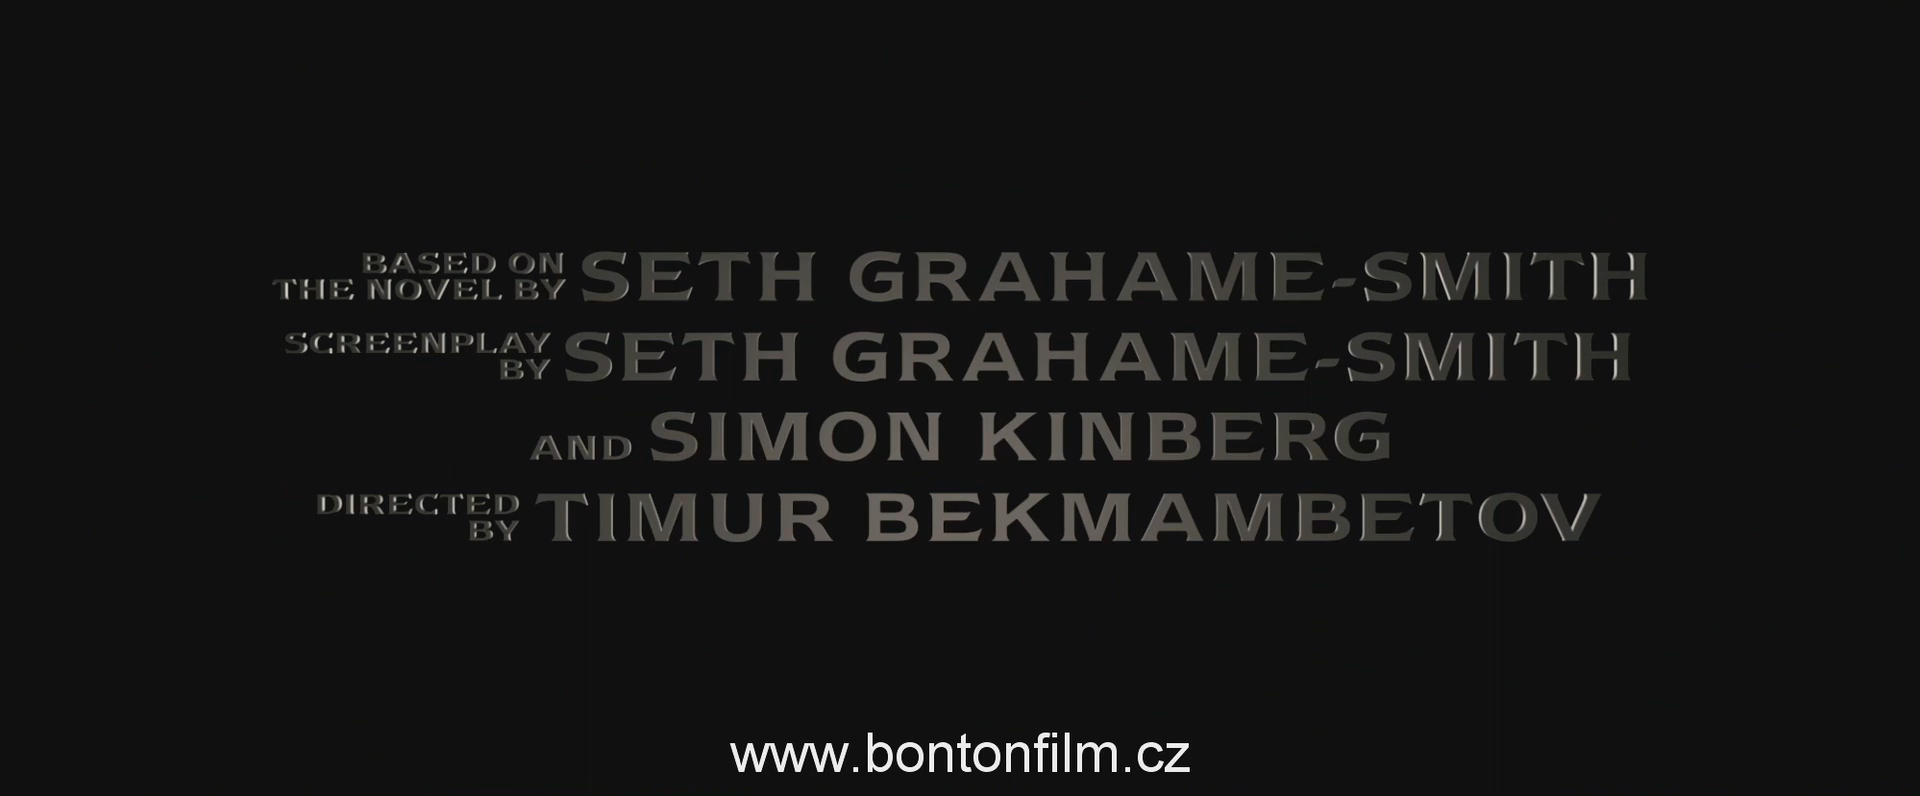 BASED ON
THE NOVEL BY SETH GRAHAME-SMITH
SCREENPLAY
BY SETH GRAHAME-SMITH
AND SIMON KINBERG
DIRECTED
BY TIMUR BEKMAMBETOV
www.bontonfilm.cz